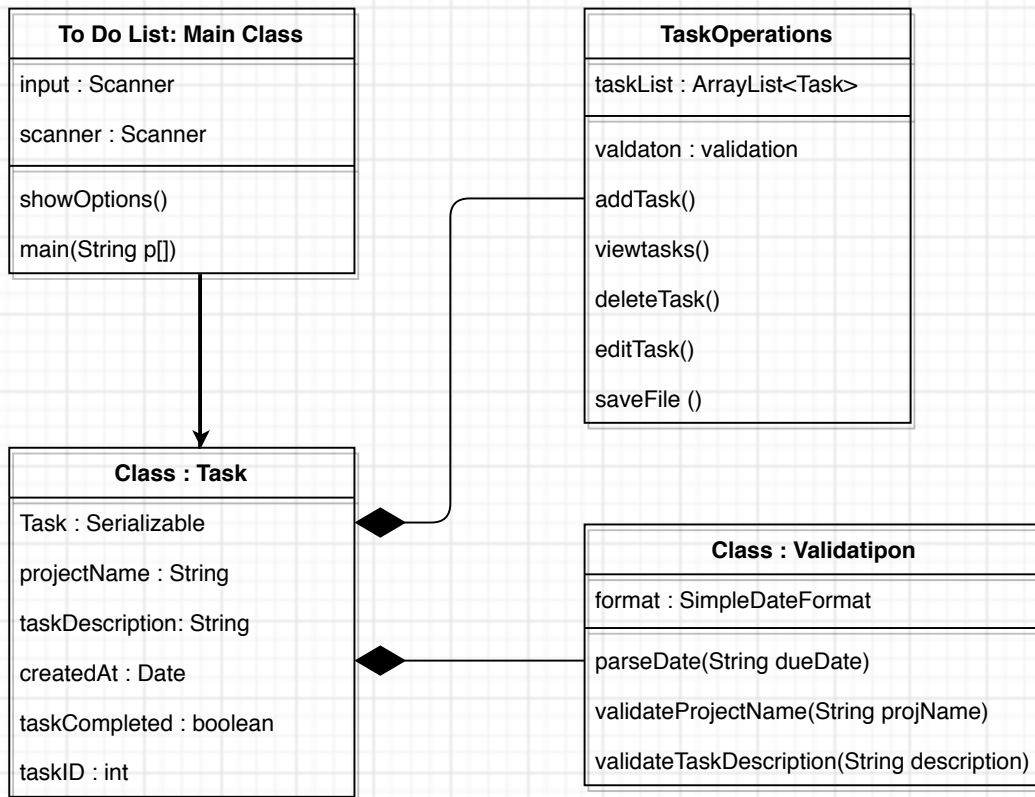 To Do List: Main Class
input : Scanner
scanner : Scanner
showOptions()
main(String p[])
TaskOperations
taskList : ArrayList<Task>
valdaton : validation
addTask()
viewtasks()
deleteTask()
editTask()
saveFile ()
Class : Task
Task : Serializable
projectName : String
taskDescription: String
createdAt : Date
taskCompleted : boolean
taskID : int
Class : Validatipon
format : SimpleDateFormat
parseDate(String dueDate)
validateProjectName(String projName)
validateTaskDescription(String description)